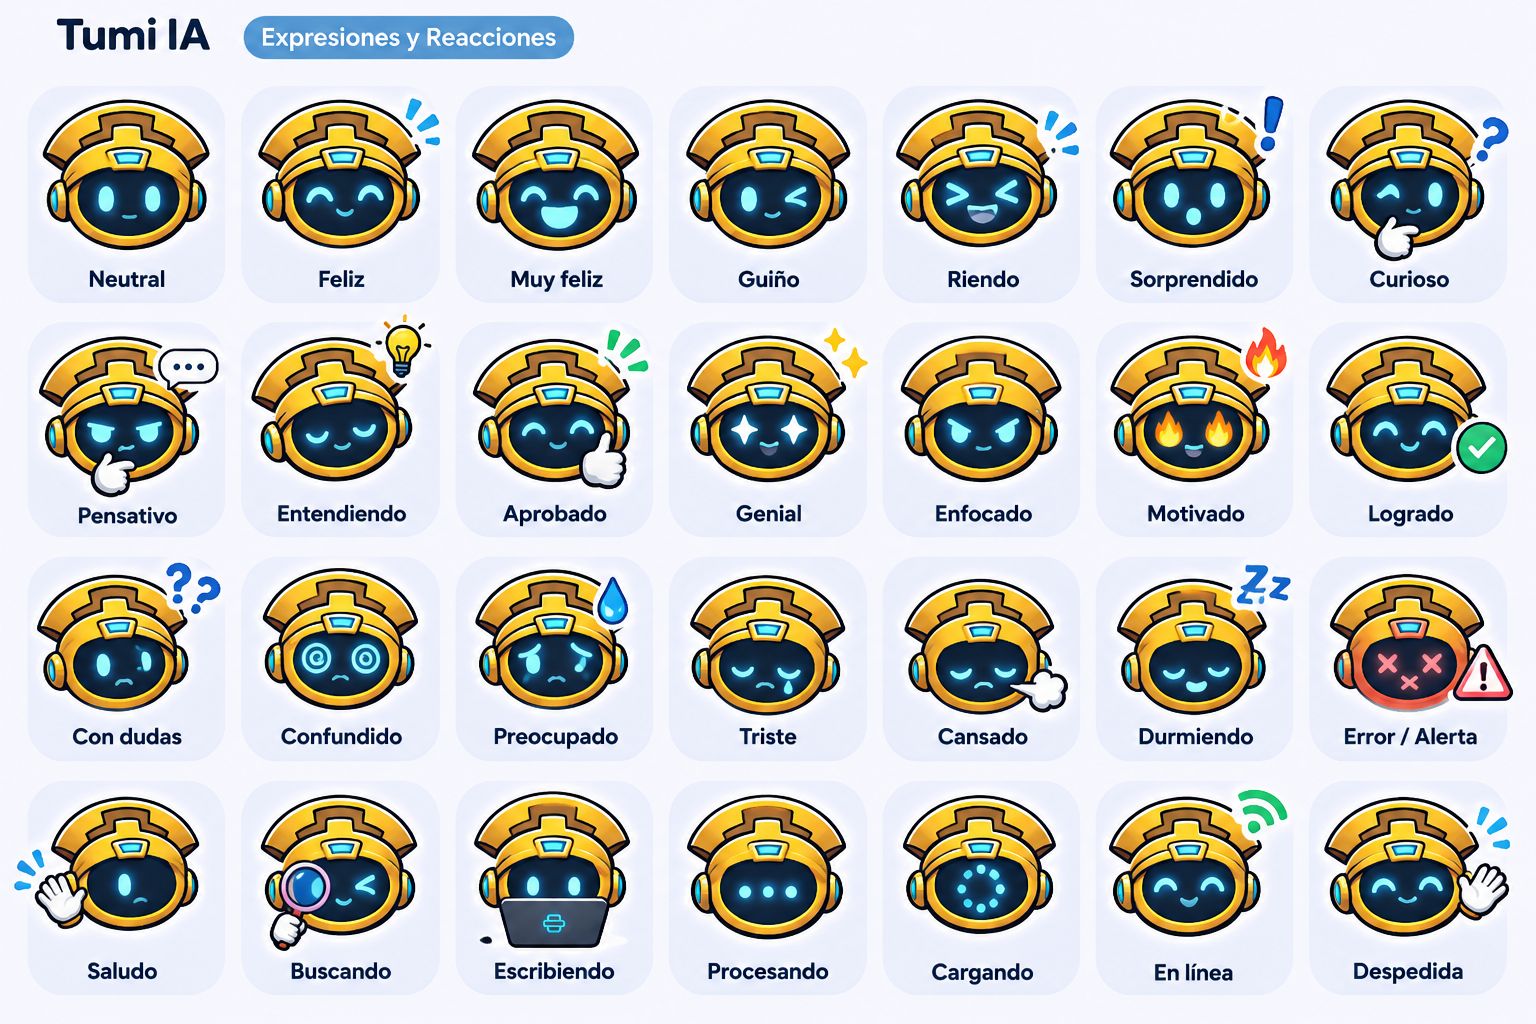 Tumi IA
Expresiones y Reacciones
Neutral
Feliz
Muy feliz
Guiño
Riendo
Sorprendido
Curioso
Pensativo
Entendiendo
Aprobado
Genial
Enfocado
Motivado
Logrado
Con dudas
Confundido
Preocupado
Triste
Cansado
Zz
Durmiendo
Error / Alerta
Saludo
Buscando
Escribiendo
Procesando
Cargando
En línea
Despedida